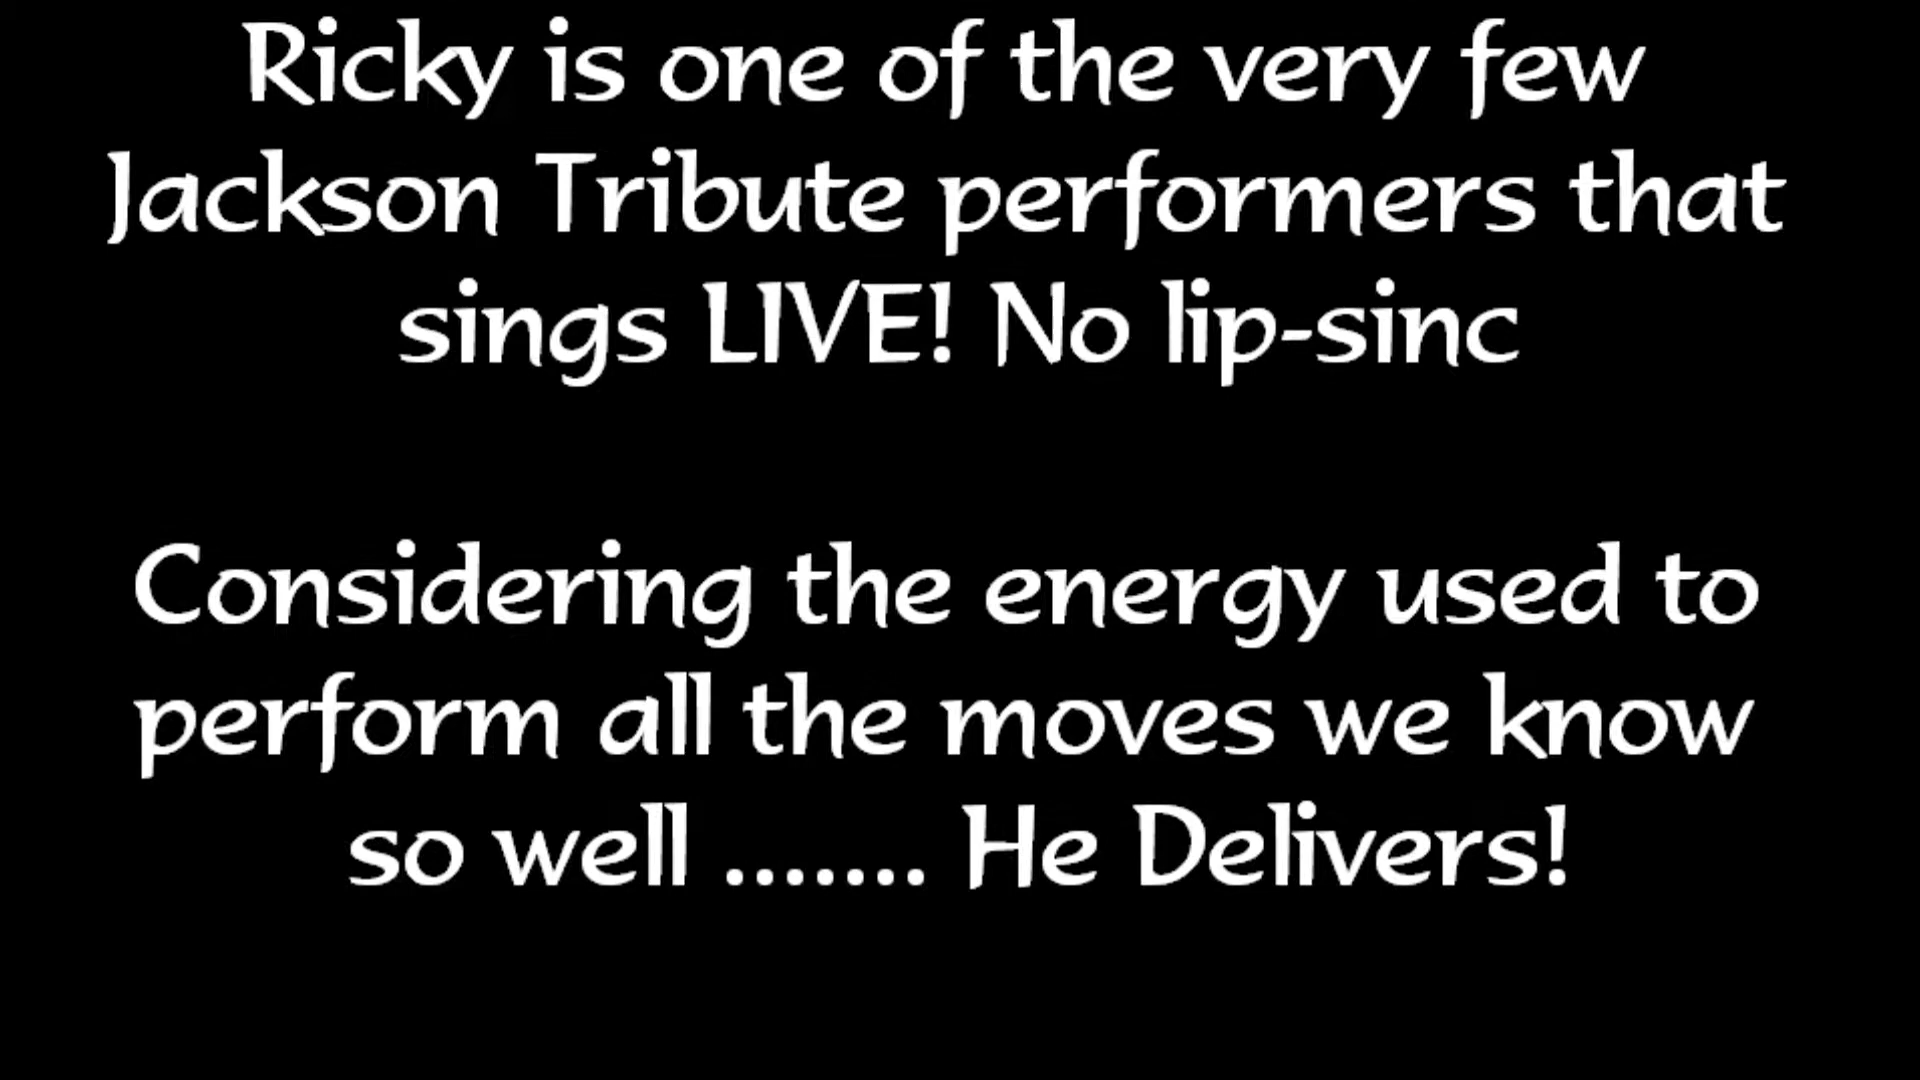 Ricky is one of the very few
Jackson Tribute performers that
sings LIVE! No lip-sinc
Considering the energy used to
perform all the moves we know
so well ....... He Delivers!